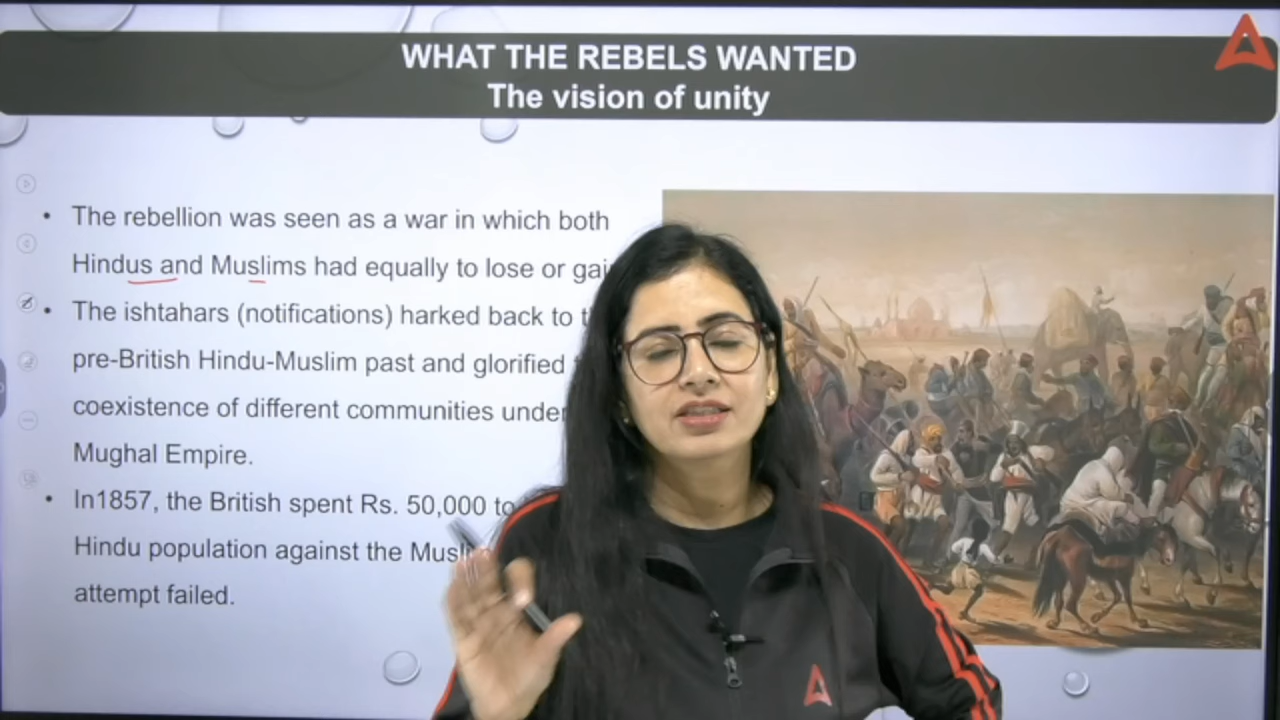 WHAT THE REBELS WANTED
The vision of unity
• The rebellion was seen as a war in which both
Hindus and Muslims had equally to lose or
• The ishtahars (notifications) harked back to
pre-British Hindu-Muslim past and glorified
coexistence of different communities under
Mughal Empire.
• In1857, the British spent Rs. 50,000 to
Hindu population against the
attempt failed.